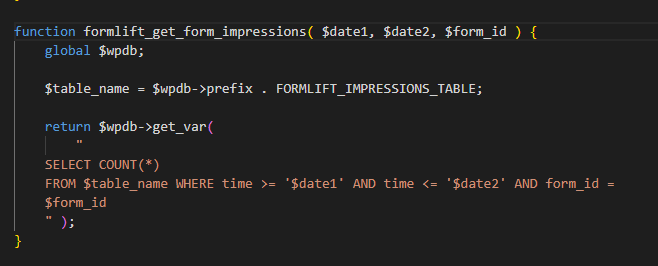 function formlift_get_form_impressions( $date1, $date2, $form_id ) {
global $wpdb;
$table_name = $wpdb->prefix . FORMLIFT_IMPRESSIONS_TABLE;
return $wpdb->get_var(
"
SELECT COUNT(*)
FROM $table_name WHERE time >= '$date1' AND time <= '$date2' AND form_id =
$form_id
" );
}